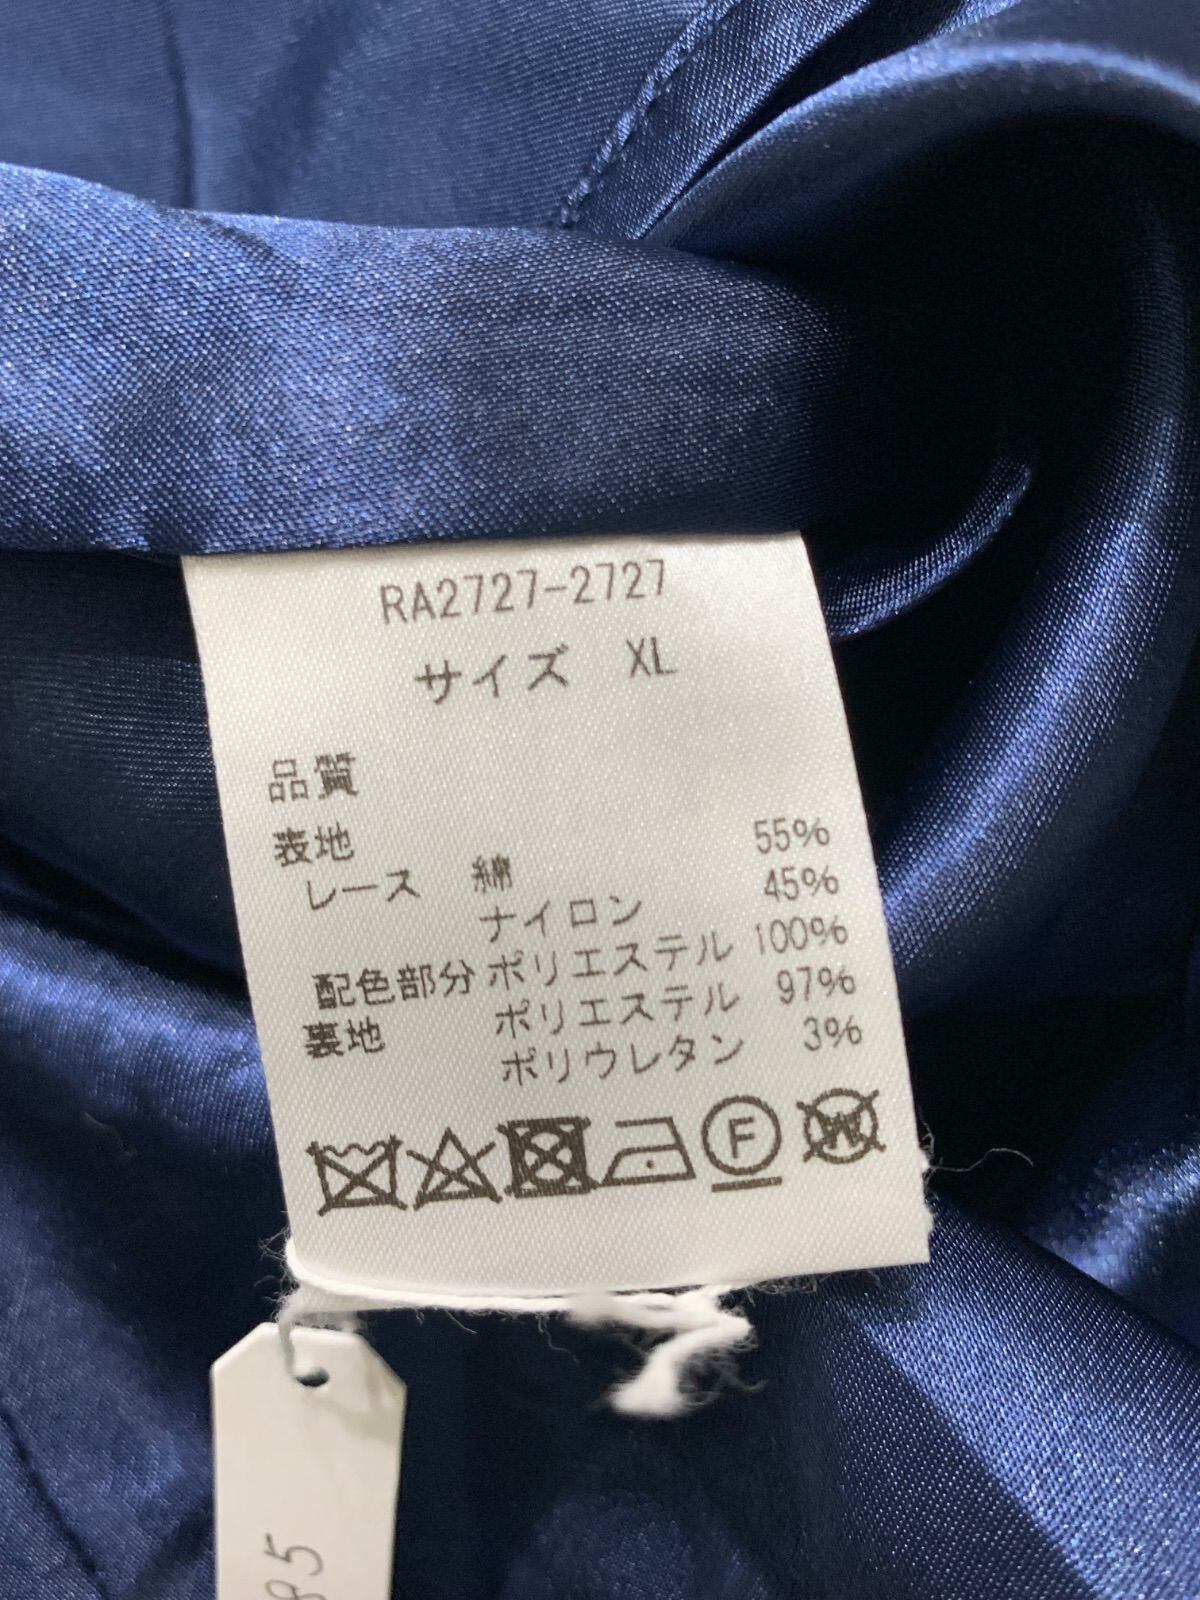 RA2727-2727
サイズ XL
品質
表地
レース 綿 55%
ナイロン 45%
配色部分 ポリエステル 100%
裏地 ポリエステル 97%
ポリウレタン 3%
F
W
85